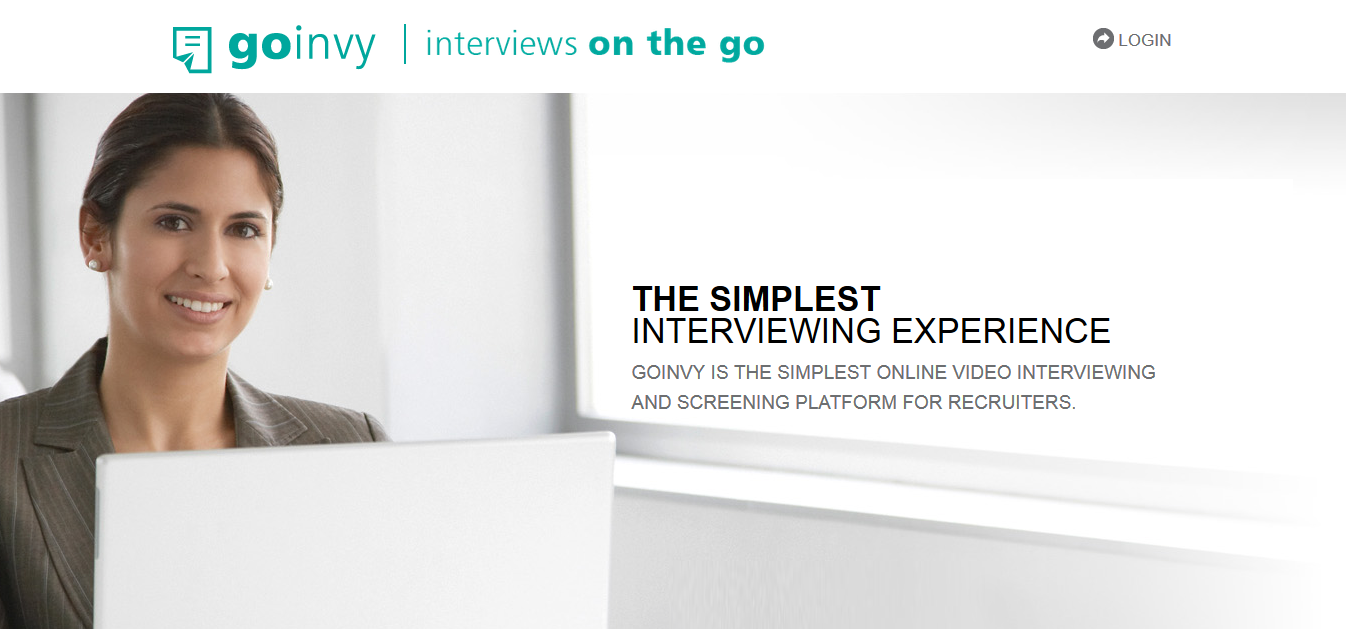 goinvy | interviews on the go
LOGIN
THE SIMPLEST
INTERVIEWING EXPERIENCE
GOINVY IS THE SIMPLEST ONLINE VIDEO INTERVIEWING
AND SCREENING PLATFORM FOR RECRUITERS.